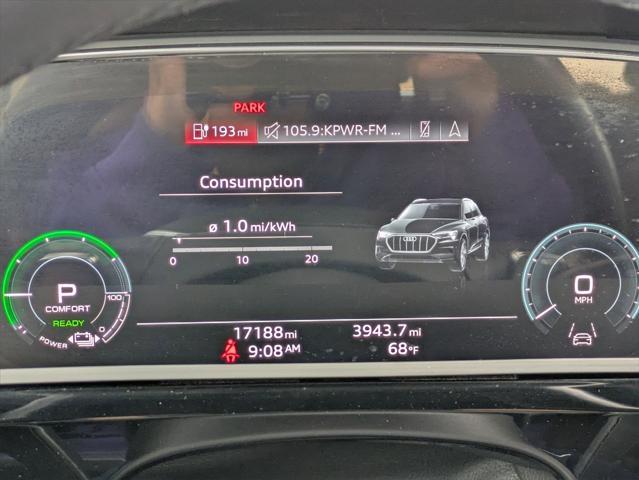 PARK
193 mi 105.9:KPWR-FM ...
Consumption
ø 1.0 mi/kWh
0 10 20
P
COMFORT
100
READY
POWER 0
0
MPH
17188 mi 3943.7 mi
9:08 AM 68°F